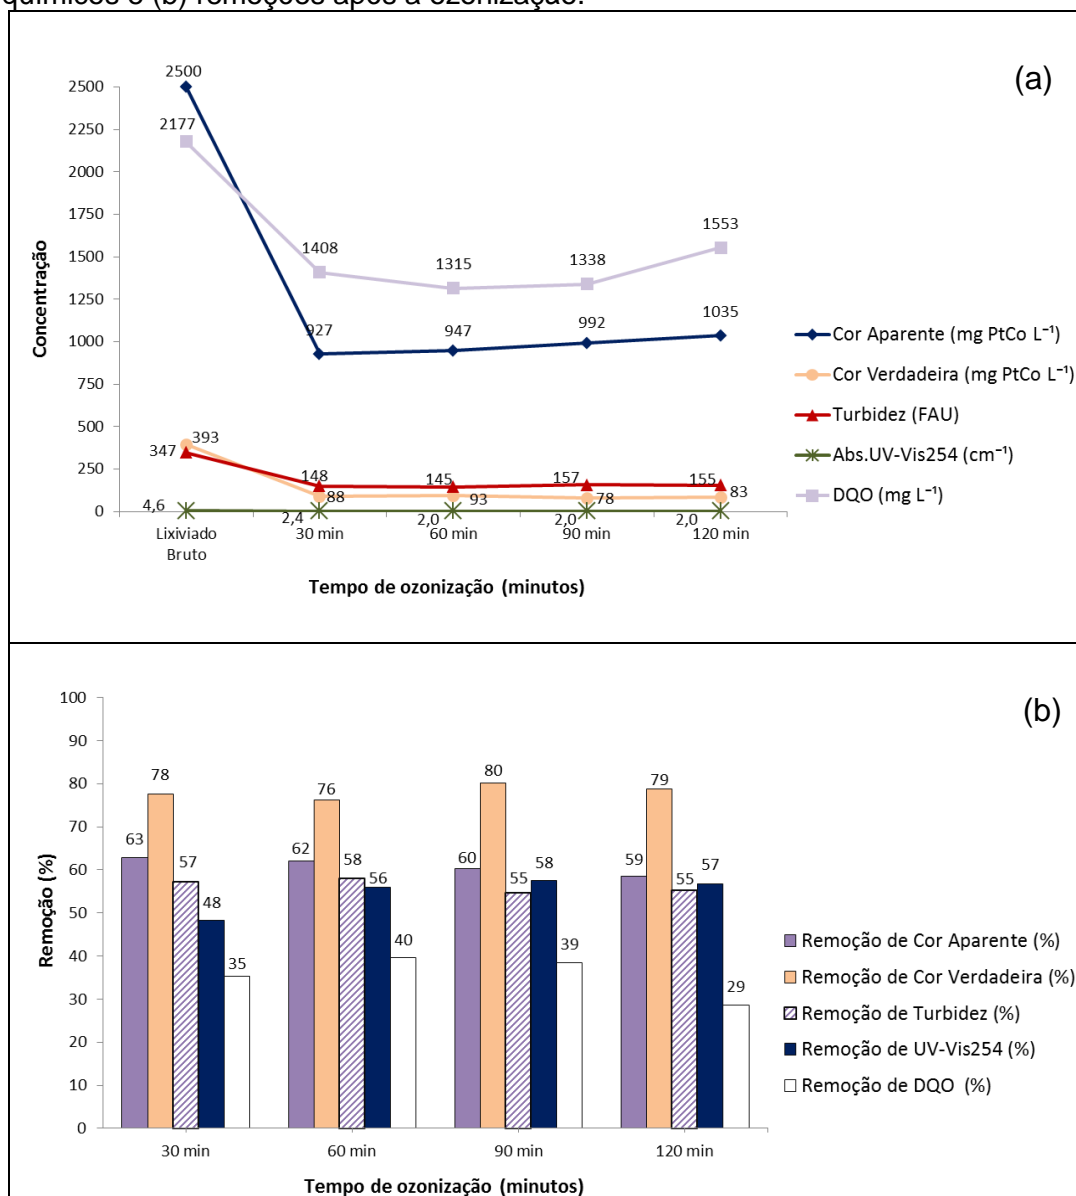 químicos e (b) remoções após a ozonização.
(a)
Concentração
2500
2250
2000
1750
1500
1250
1000
750
500
250
0
2500
2177
1408
1315
1338
1553
927
947
992
1035
393
347
148
145
157
155
88
93
78
83
4,6
2,4
2,0
2,0
2,0
Lixiviado
Bruto
30 min
60 min
90 min
120 min
Tempo de ozonização (minutos)
Cor Aparente (mg PtCo L⁻¹)
Cor Verdadeira (mg PtCo L⁻¹)
Turbidez (FAU)
Abs.UV-Vis254 (cm⁻¹)
DQO (mg L⁻¹)
(b)
Remoção (%)
100
90
80
70
60
50
40
30
20
10
0
63
78
57
48
35
62
76
58
56
40
60
80
55
58
39
59
79
55
57
29
30 min
60 min
90 min
120 min
Tempo de ozonização (minutos)
Remoção de Cor Aparente (%)
Remoção de Cor Verdadeira (%)
Remoção de Turbidez (%)
Remoção de UV-Vis254 (%)
Remoção de DQO (%)